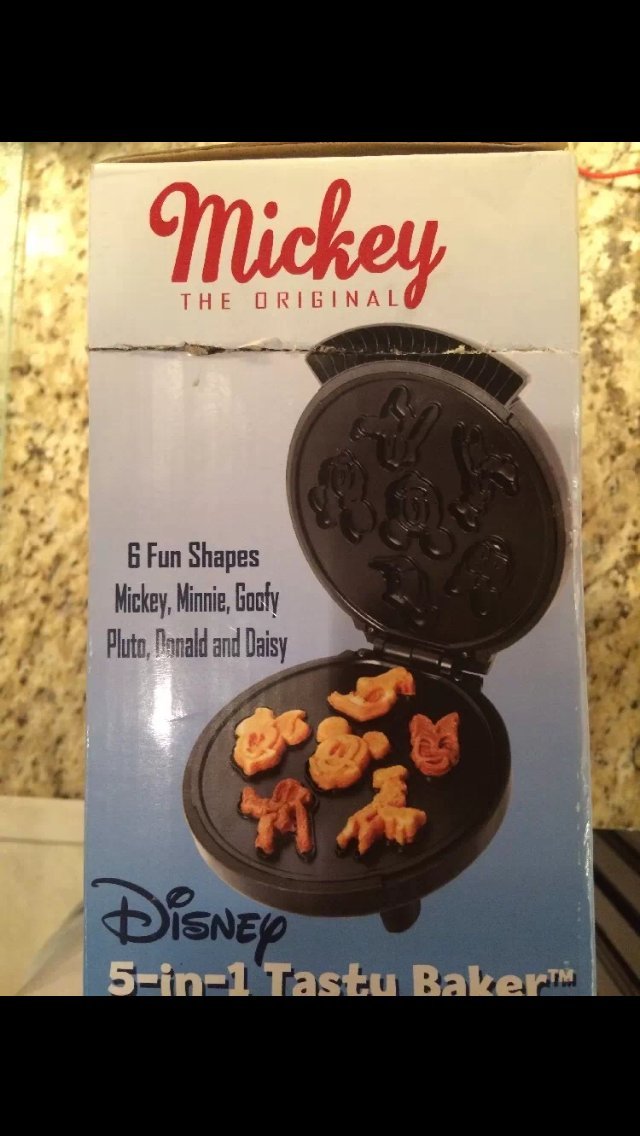 Mickey
THE ORIGINAL
6 Fun Shapes
Mickey, Minnie, Goofy
Pluto, Donald and Daisy
Disney
5-in-1 Tasty Baker™